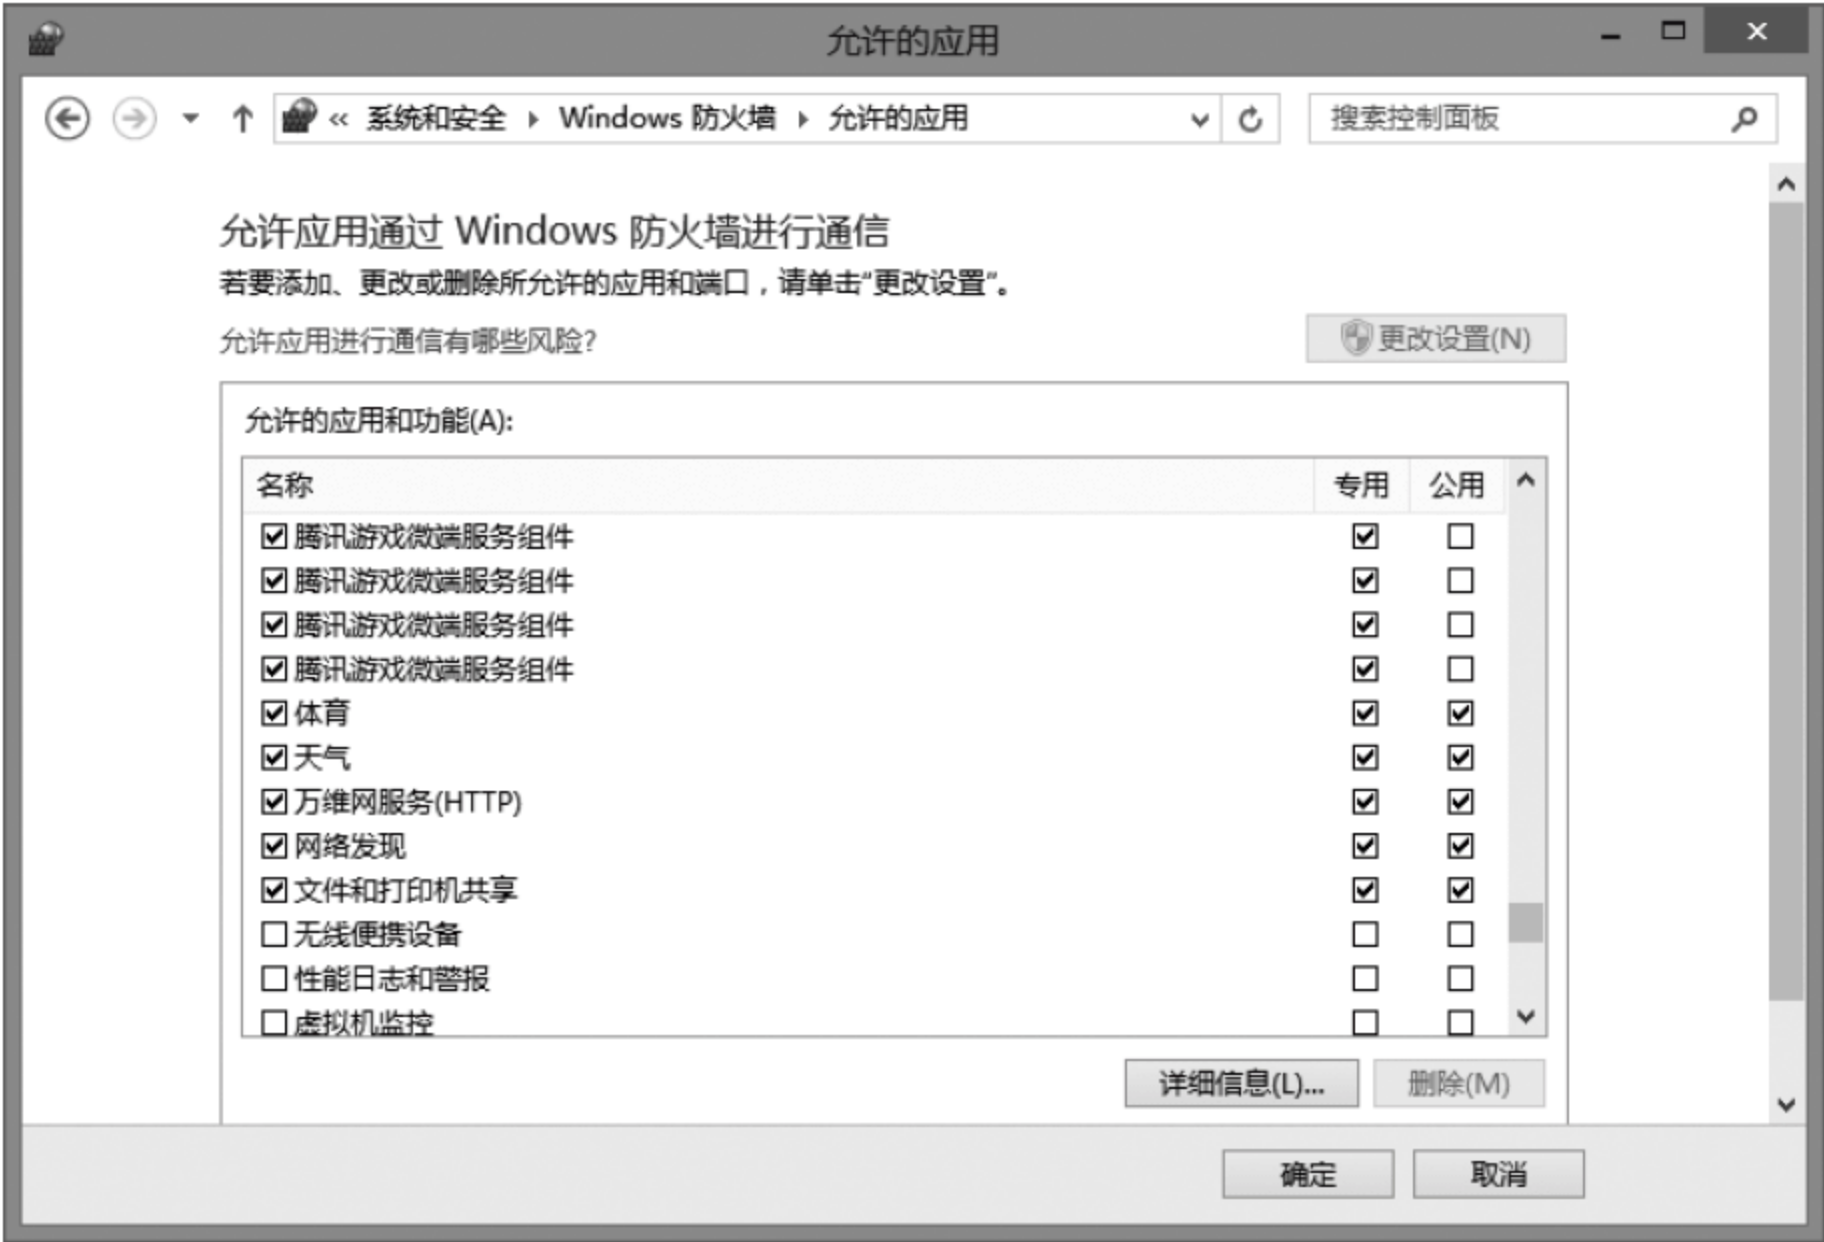 允许的应用
« 系统和安全 Windows 防火墙 允许的应用
搜索控制面板
允许应用通过 Windows 防火墙进行通信
若要添加、更改或删除所允许的应用和端口，请单击“更改设置”。
允许应用进行通信有哪些风险?
更改设置(N)
允许的应用和功能(A):
名称 专用 公用
腾讯游戏微端服务组件
腾讯游戏微端服务组件
腾讯游戏微端服务组件
腾讯游戏微端服务组件
体育
天气
万维网服务(HTTP)
网络发现
文件和打印机共享
无线便携设备
性能日志和警报
虚拟机监控
详细信息(L)... 删除(M)
确定 取消